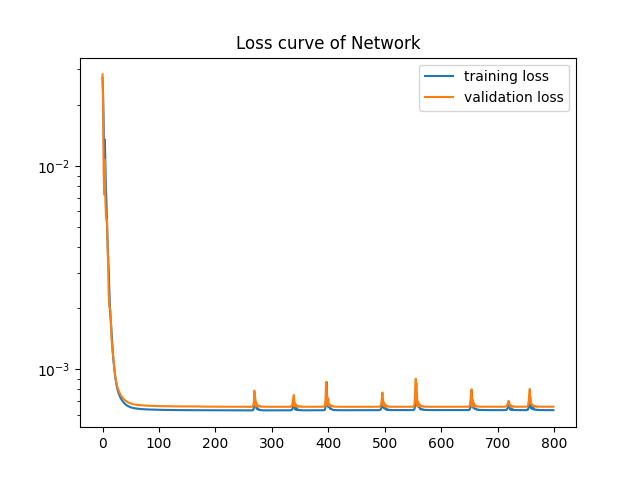 Loss curve of Network
training loss
validation loss
10⁻²
10⁻³
0 100 200 300 400 500 600 700 800